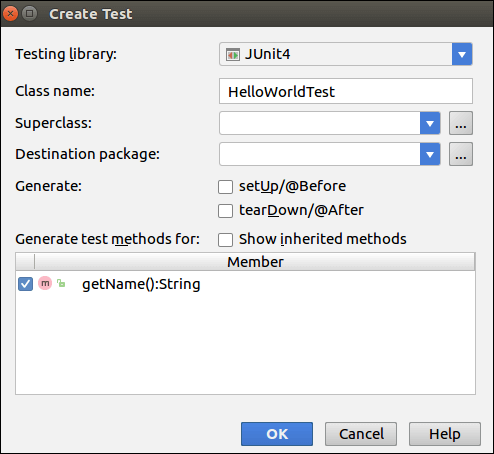 Create Test
Testing library: JUnit4
Class name: HelloWorldTest
Superclass: ...
Destination package: ...
Generate: setUp/@Before
tearDown/@After
Generate test methods for: Show inherited methods
Member
m getName():String
OK Cancel Help